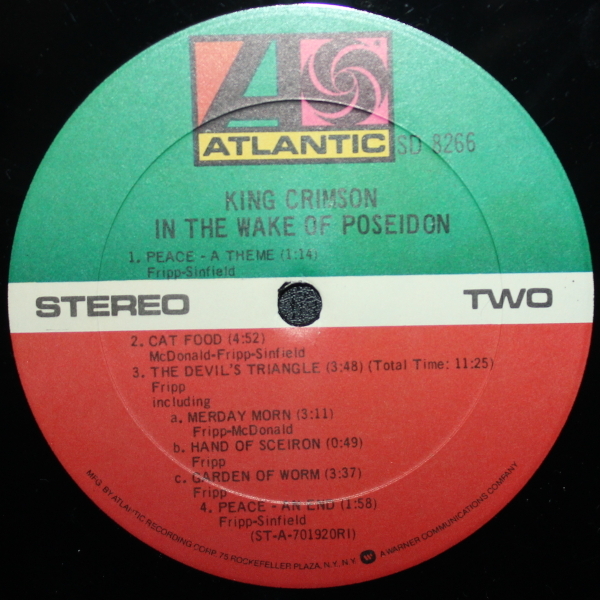 ATLANTIC
SD 8266
KING CRIMSON
IN THE WAKE OF POSEIDON
1. PEACE - A THEME (1:14)
Fripp-Sinfield
STEREO
TWO
2. CAT FOOD (4:52)
McDonald-Fripp-Sinfield
3. THE DEVIL'S TRIANGLE (3:48) (Total Time: 11:25)
Fripp
including
a. MERDAY MORN (3:11)
Fripp-McDonald
b. HAND OF SCEIRON (0:49)
Fripp
c. GARDEN OF WORM (3:37)
Fripp
4. PEACE - AN END (1:58)
Fripp-Sinfield
(ST-A-701920RI)
MFG. BY ATLANTIC RECORDING CORP. 75 ROCKEFELLER PLAZA, N.Y. N.Y. W A WARNER COMMUNICATIONS COMPANY